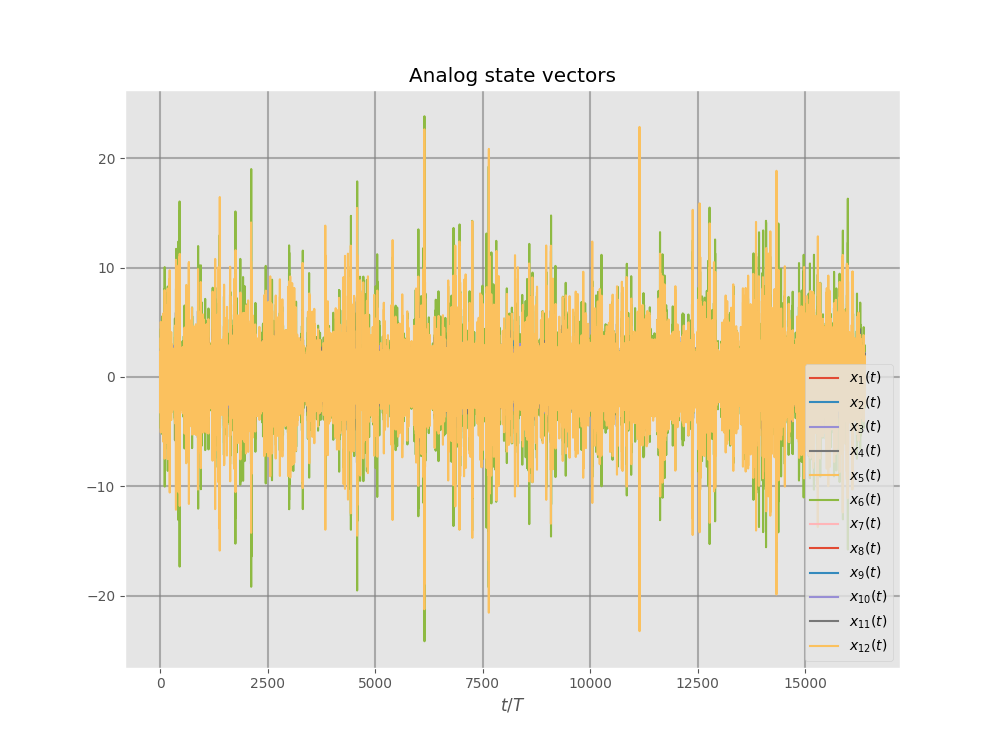 Analog state vectors
20
10
0
−10
−20
0 2500 5000 7500 10000 12500 15000
t/T
x₁(t)
x₂(t)
x₃(t)
x₄(t)
x₅(t)
x₆(t)
x₇(t)
x₈(t)
x₉(t)
x₁₀(t)
x₁₁(t)
x₁₂(t)